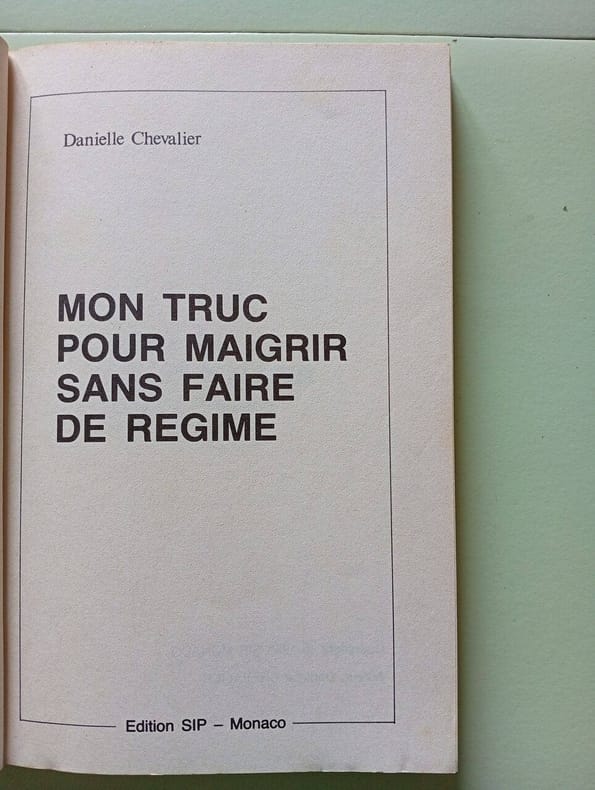 Danielle Chevalier
MON TRUC
POUR MAIGRIR
SANS FAIRE
DE REGIME
Edition SIP – Monaco